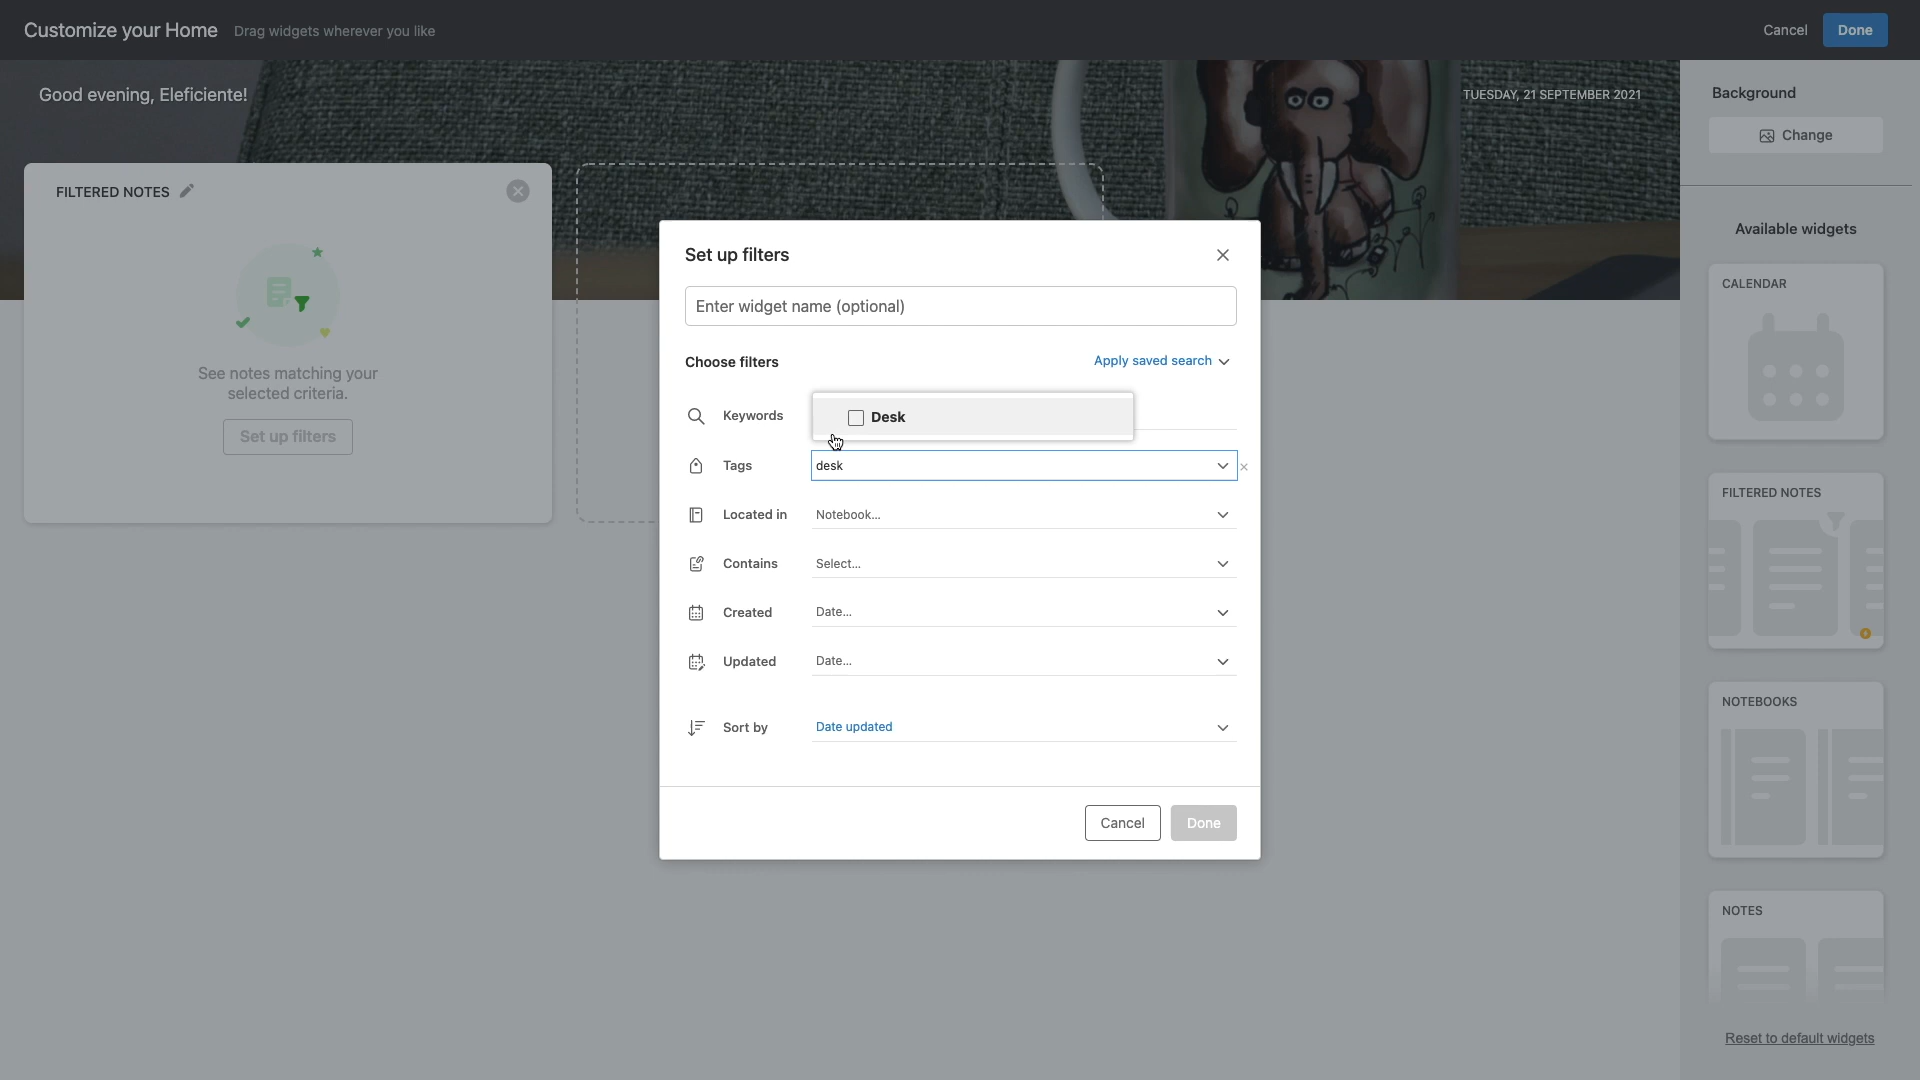 Customize your Home
Drag widgets wherever you like
Cancel
Done
Good evening, Eleficiente!
TUESDAY, 21 SEPTEMBER 2021
Background
Change
FILTERED NOTES
See notes matching your
selected criteria.
Set up filters
Set up filters
Enter widget name (optional)
Choose filters
Apply saved search
Keywords
Desk
Tags
desk
Located in
Notebook...
Contains
Select...
Created
Date...
Updated
Date...
Sort by
Date updated
Cancel
Done
Available widgets
CALENDAR
FILTERED NOTES
NOTEBOOKS
NOTES
Reset to default widgets